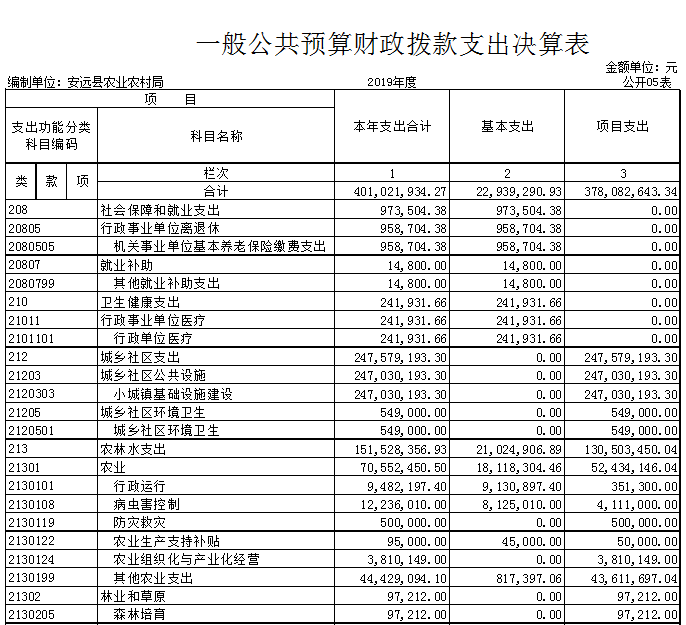 一般公共预算财政拨款支出决算表
金额单位：元
编制单位：安远县农业农村局 2019年度 公开05表
项 目 本年支出合计 基本支出 项目支出
支出功能分类科目编码 科目名称
类 款 项 栏次 1 2 3
合计 401,021,934.27 22,939,290.93 378,082,643.34
208 社会保障和就业支出 973,504.38 973,504.38 0.00
20805 行政事业单位离退休 958,704.38 958,704.38 0.00
2080505 机关事业单位基本养老保险缴费支出 958,704.38 958,704.38 0.00
20807 就业补助 14,800.00 14,800.00 0.00
2080799 其他就业补助支出 14,800.00 14,800.00 0.00
210 卫生健康支出 241,931.66 241,931.66 0.00
21011 行政事业单位医疗 241,931.66 241,931.66 0.00
2101101 行政单位医疗 241,931.66 241,931.66 0.00
212 城乡社区支出 247,579,193.30 0.00 247,579,193.30
21203 城乡社区公共设施 247,030,193.30 0.00 247,030,193.30
2120303 小城镇基础设施建设 247,030,193.30 0.00 247,030,193.30
21205 城乡社区环境卫生 549,000.00 0.00 549,000.00
2120501 城乡社区环境卫生 549,000.00 0.00 549,000.00
213 农林水支出 151,528,356.93 21,024,906.89 130,503,450.04
21301 农业 70,552,450.50 18,118,304.46 52,434,146.04
2130101 行政运行 9,482,197.40 9,130,897.40 351,300.00
2130108 病虫害控制 12,236,010.00 8,125,010.00 4,111,000.00
2130119 防灾救灾 500,000.00 0.00 500,000.00
2130122 农业生产支持补贴 95,000.00 45,000.00 50,000.00
2130124 农业组织化与产业化经营 3,810,149.00 0.00 3,810,149.00
2130199 其他农业支出 44,429,094.10 817,397.06 43,611,697.04
21302 林业和草原 97,212.00 0.00 97,212.00
2130205 森林培育 97,212.00 0.00 97,212.00